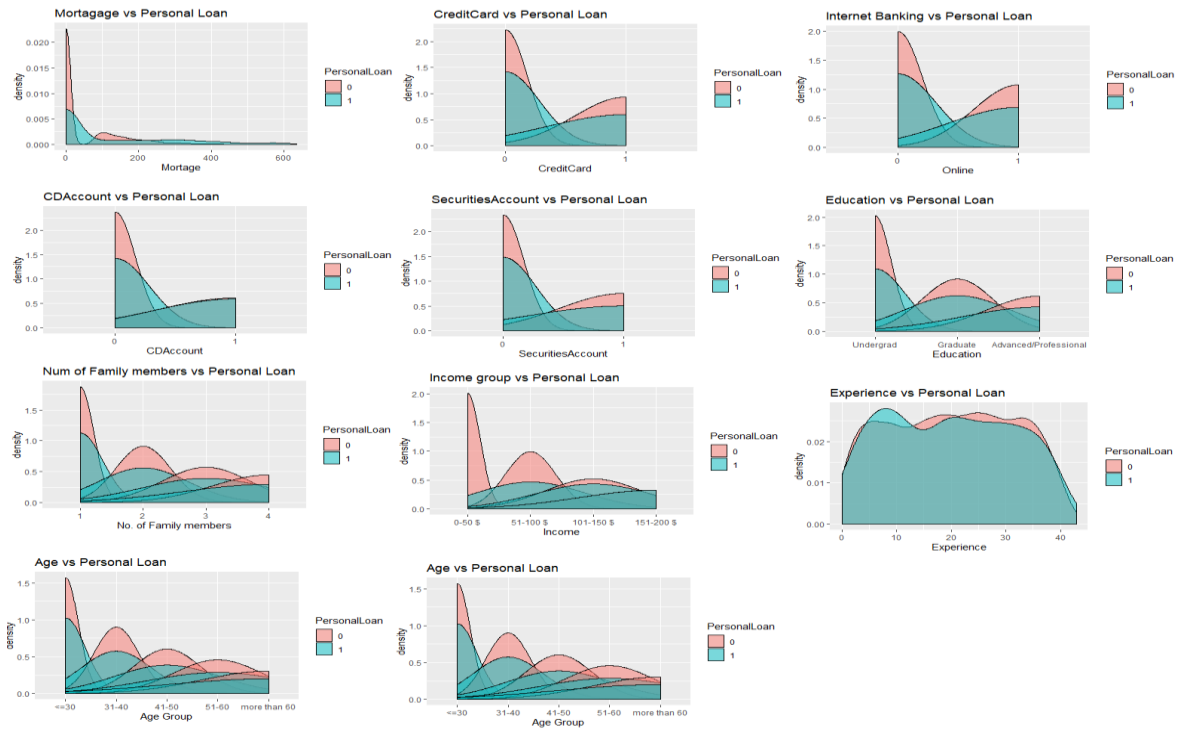 Mortagage vs Personal Loan
0.020
0.015
0.010
0.005
0.000
density
0 200 400 600
Mortage
PersonalLoan
0
1
CreditCard vs Personal Loan
2.0
1.5
1.0
0.5
0.0
density
0 1
CreditCard
PersonalLoan
0
1
Internet Banking vs Personal Loan
2.0
1.5
1.0
0.5
0.0
density
0 1
Online
PersonalLoan
0
1
CDAccount vs Personal Loan
2.0
1.5
1.0
0.5
0.0
density
0 1
CDAccount
PersonalLoan
0
1
SecuritiesAccount vs Personal Loan
2.0
1.5
1.0
0.5
0.0
density
0 1
SecuritiesAccount
PersonalLoan
0
1
Education vs Personal Loan
2.0
1.5
1.0
0.5
0.0
density
Undergrad Graduate Advanced/Professional
Education
PersonalLoan
0
1
Num of Family members vs Personal Loan
1.5
1.0
0.5
0.0
density
1 2 3 4
No. of Family members
PersonalLoan
0
1
Income group vs Personal Loan
2.0
1.5
1.0
0.5
0.0
density
0-50 $ 51-100 $ 101-150 $ 151-200 $
Income
PersonalLoan
0
1
Experience vs Personal Loan
0.02
0.01
0.00
density
0 10 20 30 40
Experience
PersonalLoan
0
1
Age vs Personal Loan
1.5
1.0
0.5
0.0
density
<=30 31-40 41-50 51-60 more than 60
Age Group
PersonalLoan
0
1
Age vs Personal Loan
1.5
1.0
0.5
0.0
density
<=30 31-40 41-50 51-60 more than 60
Age Group
PersonalLoan
0
1